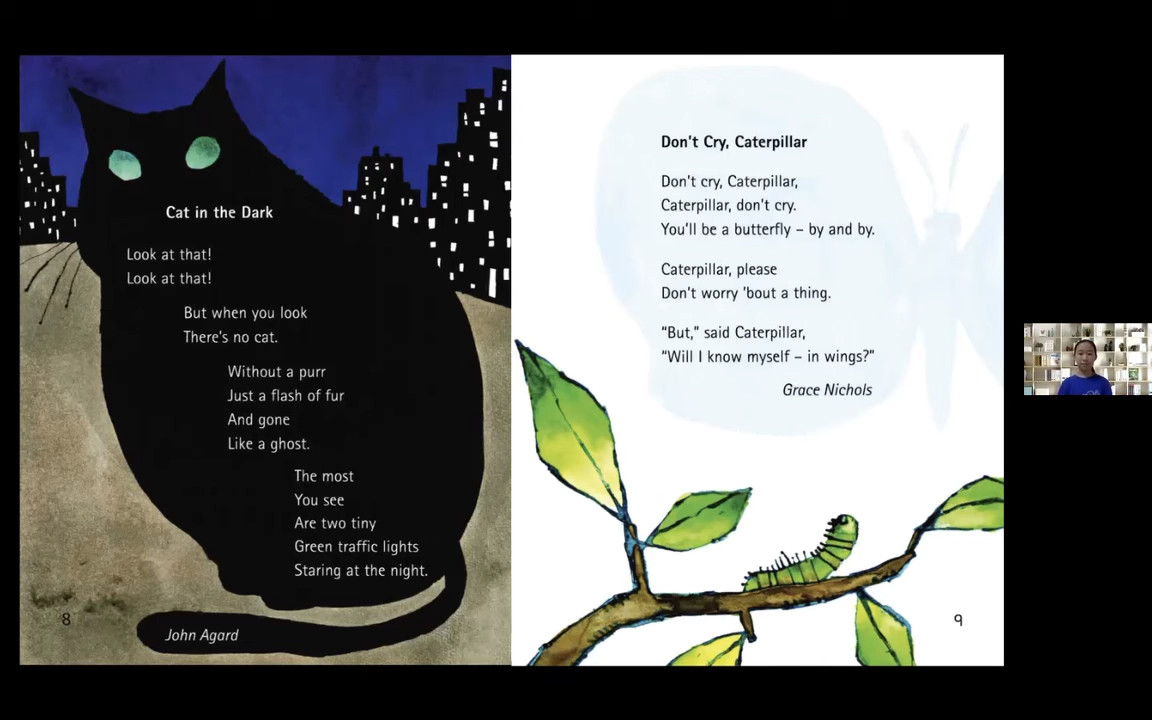 Cat in the Dark
Look at that!
Look at that!
But when you look
There's no cat.
Without a purr
Just a flash of fur
And gone
Like a ghost.
The most
You see
Are two tiny
Green traffic lights
Staring at the night.
8
John Agard
Don't Cry, Caterpillar
Don't cry, Caterpillar,
Caterpillar, don't cry.
You'll be a butterfly – by and by.
Caterpillar, please
Don't worry 'bout a thing.
“But,” said Caterpillar,
“Will I know myself – in wings?”
Grace Nichols
9